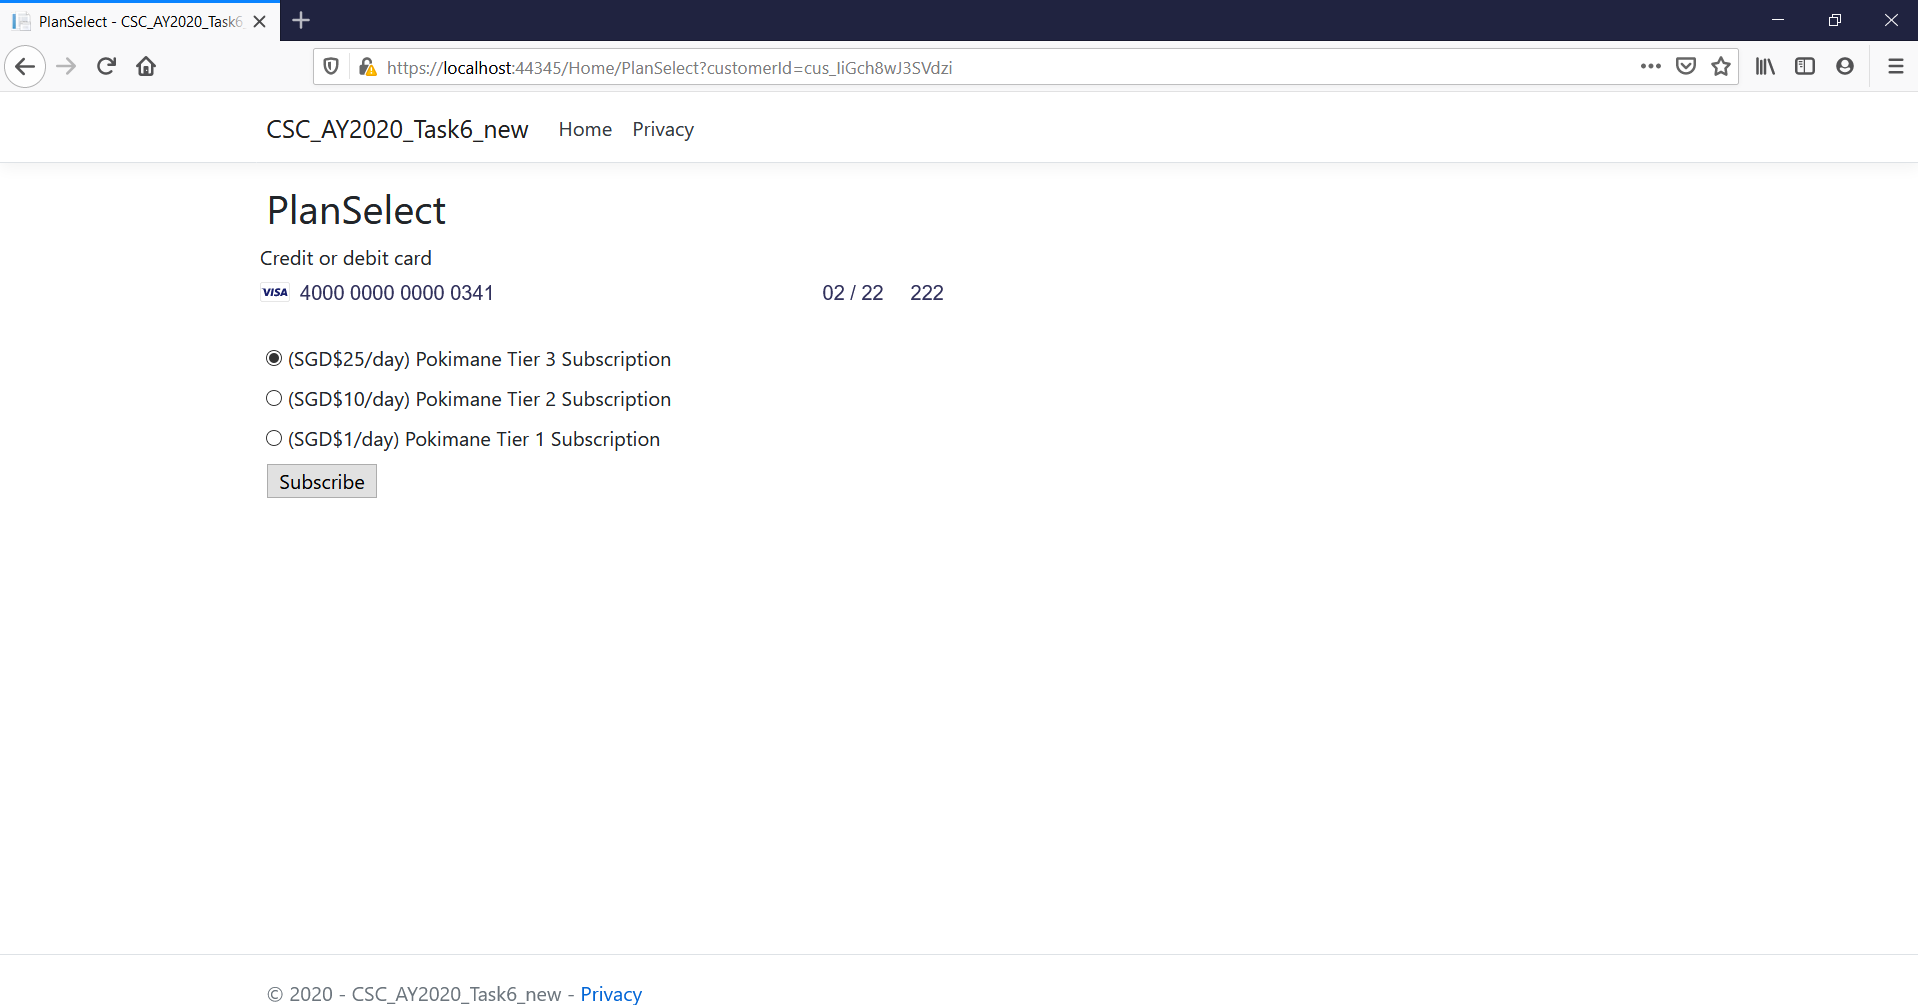 PlanSelect - CSC_AY2020_Task6
https://localhost:44345/Home/PlanSelect?customerId=cus_IiGch8wJ3SVdzi
CSC_AY2020_Task6_new Home Privacy
PlanSelect
Credit or debit card
VISA 4000 0000 0000 0341 02 / 22 222
(SGD$25/day) Pokimane Tier 3 Subscription
(SGD$10/day) Pokimane Tier 2 Subscription
(SGD$1/day) Pokimane Tier 1 Subscription
Subscribe
© 2020 - CSC_AY2020_Task6_new - Privacy